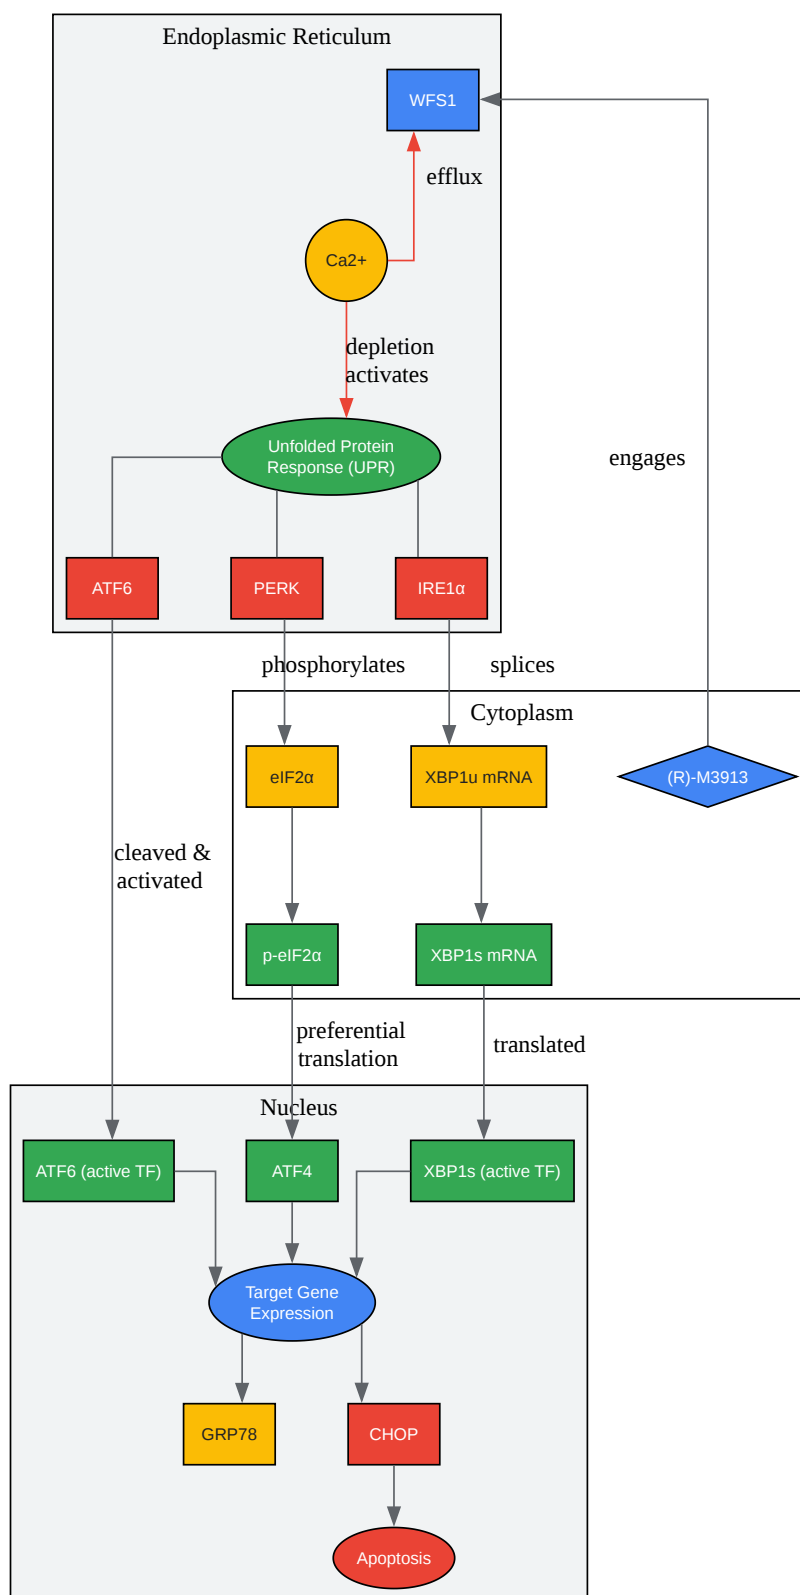 Endoplasmic Reticulum
WFS1
efflux
Ca2+
depletion
activates
Unfolded Protein
Response (UPR)
engages
ATF6
PERK
IRE1α
phosphorylates
splices
Cytoplasm
eIF2α
XBP1u mRNA
(R)-M3913
cleaved &
activated
p-eIF2α
XBP1s mRNA
preferential
translation
translated
Nucleus
ATF6 (active TF)
ATF4
XBP1s (active TF)
Target Gene
Expression
GRP78
CHOP
Apoptosis